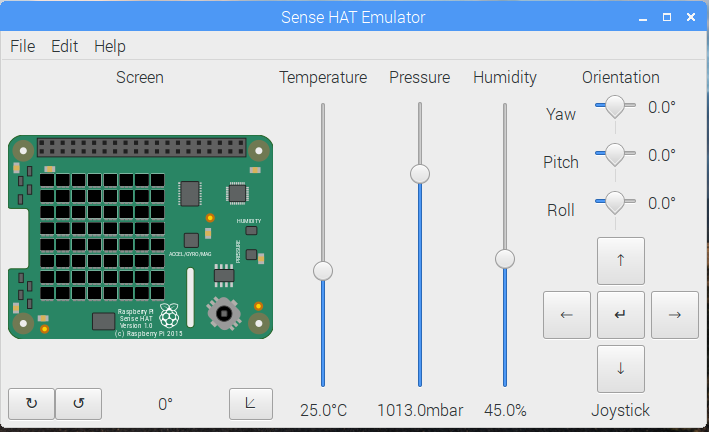 Sense HAT Emulator
File Edit Help
Screen Temperature Pressure Humidity Orientation
Yaw 0.0°
Pitch 0.0°
Roll 0.0°
HUMIDITY
PRESSURE
ACCEL/GYRO/MAG
Raspberry Pi
Sense HAT
Version 1.0
(c) Raspberry Pi 2015
↑
← ↵ →
↓
↻ ↺ 0°
25.0°C 1013.0mbar 45.0% Joystick